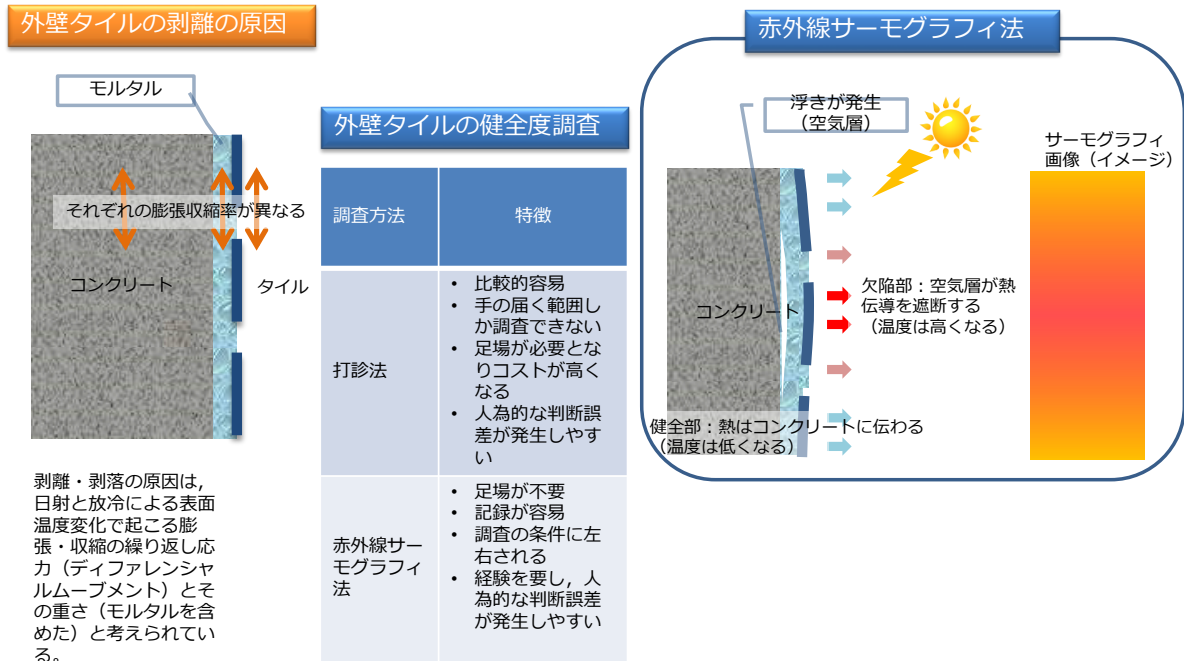 外壁タイルの剥離の原因
モルタル
それぞれの膨張収縮率が異なる
コンクリート
タイル
剥離・剥落の原因は，
日射と放冷による表面
温度変化で起こる膨
張・収縮の繰り返し応
力（ディファレンシャ
ルムーブメント）とそ
の重さ（モルタルを含
めた）と考えられてい
る。
外壁タイルの健全度調査
調査方法
特徴
打診法
• 比較的容易
• 手の届く範囲し
か調査できない
• 足場が必要とな
りコストが高く
なる
• 人為的な判断誤
差が発生しやす
い
赤外線サー
モグラフィ
法
• 足場が不要
• 記録が容易
• 調査の条件に左
右される
• 経験を要し，人
為的な判断誤差
が発生しやすい
赤外線サーモグラフィ法
浮きが発生
（空気層）
サーモグラフィ
画像（イメージ）
コンクリート
欠陥部：空気層が熱
伝導を遮断する
（温度は高くなる）
健全部：熱はコンクリートに伝わる
（温度は低くなる）